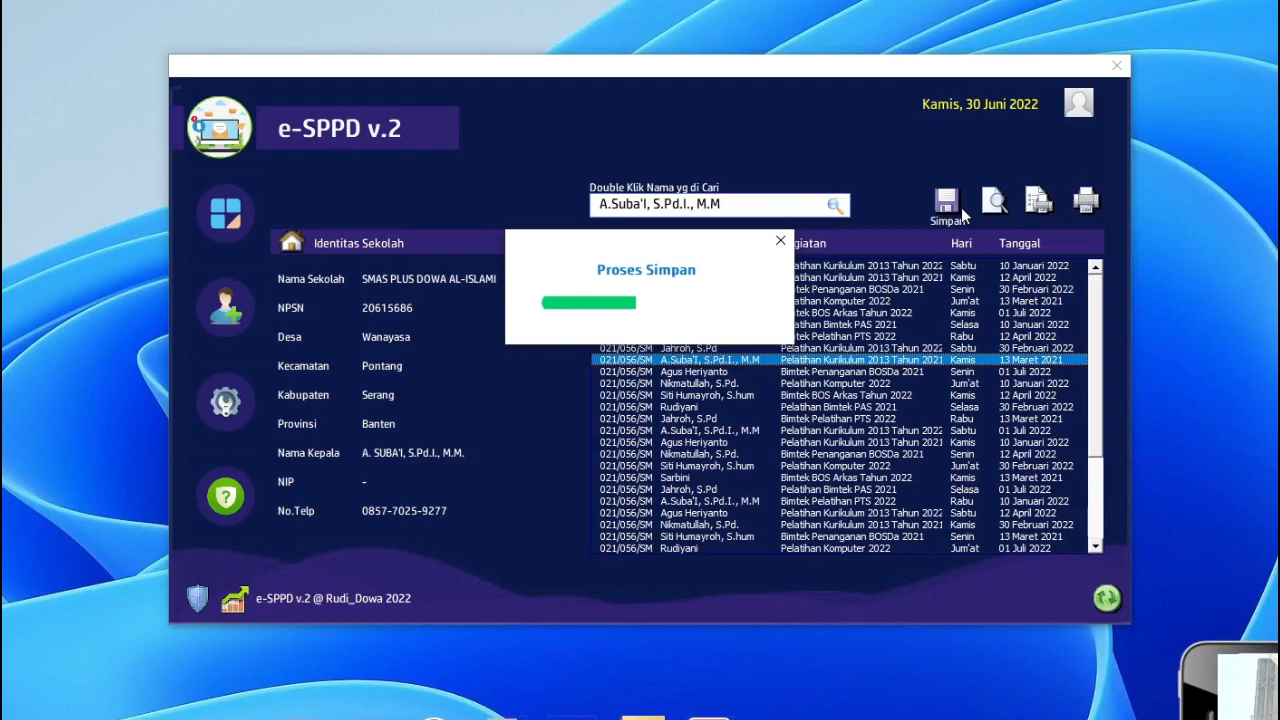 Kamis, 30 Juni 2022
e-SPPD v.2
Double Klik Nama yg di Cari
A.Suba'I, S.Pd.I., M.M
Simpan
Identitas Sekolah
giatan Hari Tanggal
Proses Simpan
Nama Sekolah SMAS PLUS DOWA AL-ISLAMI
NPSN 20615686
Desa Wanayasa
Kecamatan Pontang
Kabupaten Serang
Provinsi Banten
Nama Kepala A. SUBA'I, S.Pd.I., M.M.
NIP -
No.Telp 0857-7025-9277
latihan Kurikulum 2013 Tahun 2022 Sabtu 10 Januari 2022
latihan Kurikulum 2013 Tahun 2021 Kamis 12 April 2022
mtek Penanganan BOSDa 2021 Senin 30 Februari 2022
latihan Komputer 2022 Jum'at 13 Maret 2021
mtek BOS Arkas Tahun 2022 Kamis 01 Juli 2022
latihan Bimtek PAS 2021 Selasa 10 Januari 2022
latihan Bimtek PTS 2022 Rabu 12 April 2022
021/056/SM Jahroh, S.Pd Pelatihan Kurikulum 2013 Tahun 2022 Sabtu 30 Februari 2022
021/056/SM A.Suba'I, S.Pd.I., M.M Pelatihan Kurikulum 2013 Tahun 2021 Kamis 13 Maret 2021
021/056/SM Agus Heriyanto Bimtek Penanganan BOSDa 2021 Senin 01 Juli 2022
021/056/SM Nikmatullah, S.Pd. Pelatihan Komputer 2022 Jum'at 10 Januari 2022
021/056/SM Siti Humayroh, S.hum Bimtek BOS Arkas Tahun 2022 Kamis 12 April 2022
021/056/SM Rudiyani Pelatihan Bimtek PAS 2021 Selasa 30 Februari 2022
021/056/SM Jahroh, S.Pd Pelatihan Bimtek PTS 2022 Rabu 13 Maret 2021
021/056/SM A.Suba'I, S.Pd.I., M.M Pelatihan Kurikulum 2013 Tahun 2022 Sabtu 01 Juli 2022
021/056/SM Agus Heriyanto Pelatihan Kurikulum 2013 Tahun 2021 Kamis 10 Januari 2022
021/056/SM Nikmatullah, S.Pd. Bimtek Penanganan BOSDa 2021 Senin 12 April 2022
021/056/SM Siti Humayroh, S.hum Pelatihan Komputer 2022 Jum'at 30 Februari 2022
021/056/SM Sarbini Bimtek BOS Arkas Tahun 2022 Kamis 13 Maret 2021
021/056/SM Jahroh, S.Pd Pelatihan Bimtek PAS 2021 Selasa 01 Juli 2022
021/056/SM A.Suba'I, S.Pd.I., M.M Pelatihan Bimtek PTS 2022 Rabu 10 Januari 2022
021/056/SM Agus Heriyanto Pelatihan Kurikulum 2013 Tahun 2022 Sabtu 12 April 2022
021/056/SM Nikmatullah, S.Pd. Pelatihan Kurikulum 2013 Tahun 2021 Kamis 30 Februari 2022
021/056/SM Siti Humayroh, S.hum Bimtek Penanganan BOSDa 2021 Senin 13 Maret 2021
021/056/SM Rudiyani Pelatihan Komputer 2022 Jum'at 01 Juli 2022
e-SPPD v.2 @ Rudi_Dowa 2022